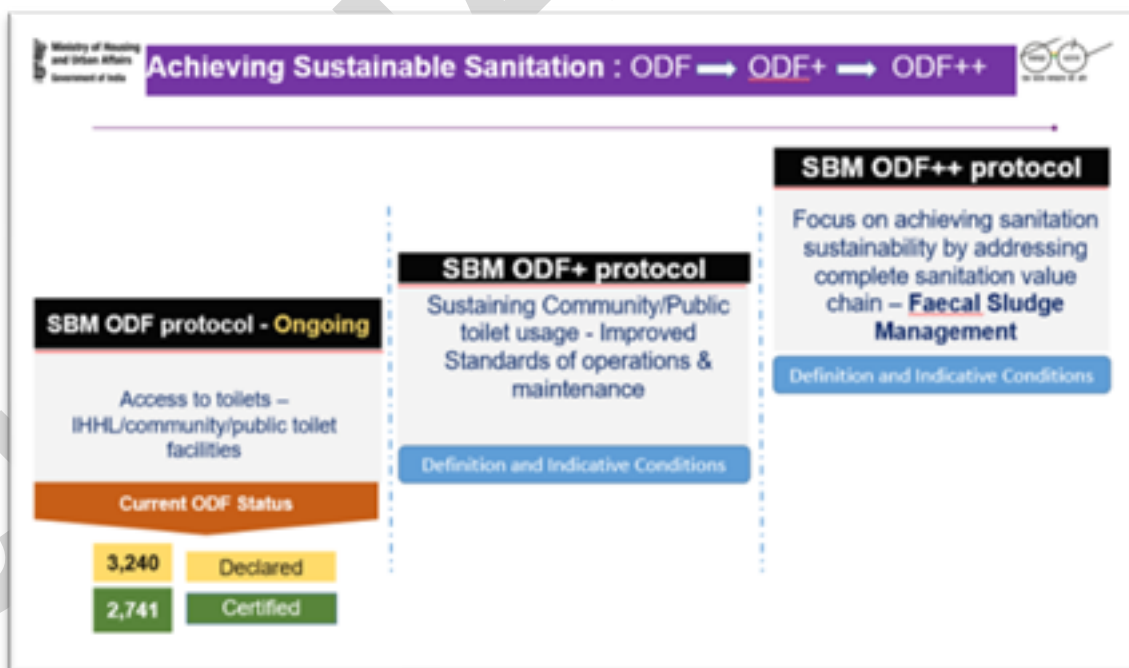 Ministry of Housing
and Urban Affairs
Government of India
Achieving Sustainable Sanitation : ODF → ODF+ → ODF++
SBM ODF protocol - Ongoing
Access to toilets –
IHHL/community/public toilet
facilities
Current ODF Status
3,240 Declared
2,741 Certified
SBM ODF+ protocol
Sustaining Community/Public
toilet usage - Improved
Standards of operations &
maintenance
Definition and Indicative Conditions
SBM ODF++ protocol
Focus on achieving sanitation
sustainability by addressing
complete sanitation value
chain – Faecal Sludge
Management
Definition and Indicative Conditions